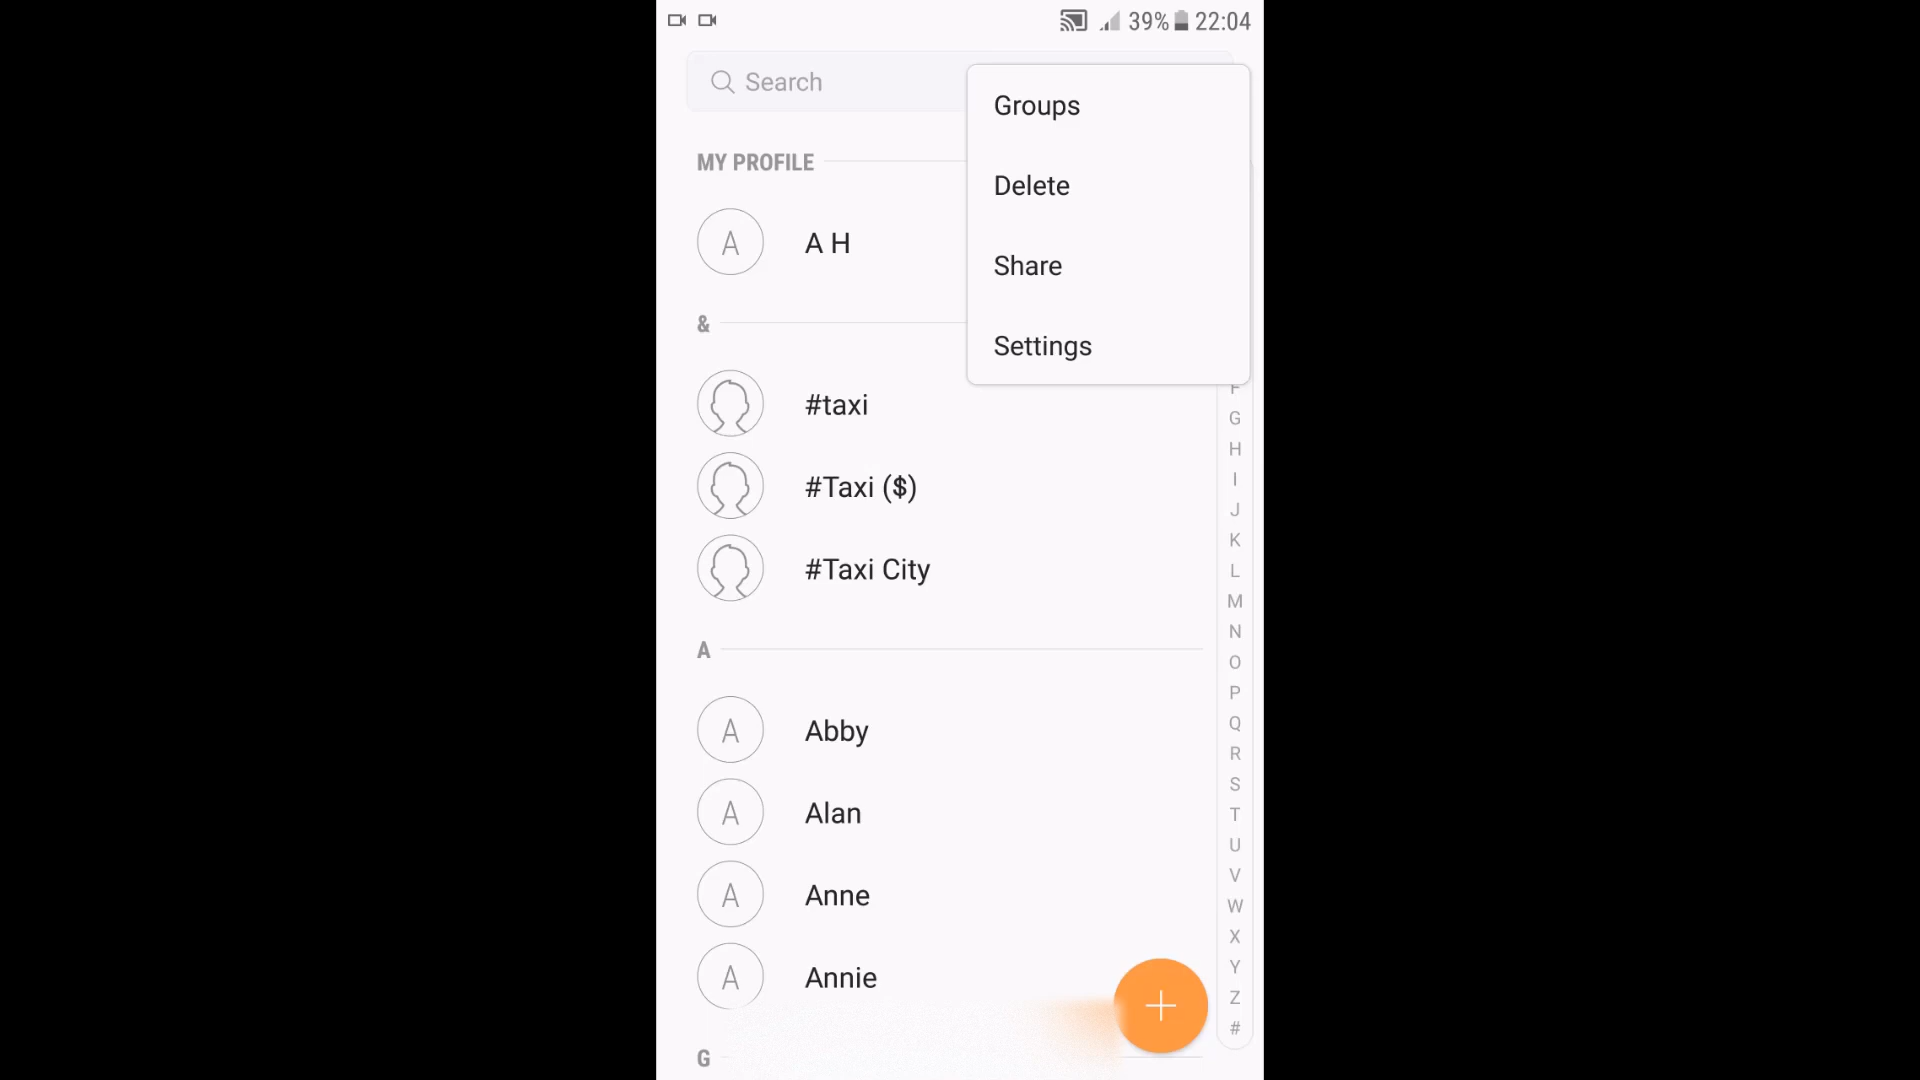 39% 22:04
Search
Groups
Delete
Share
Settings
MY PROFILE
A
A H
&
#taxi
#Taxi ($)
#Taxi City
A
A
Abby
A
Alan
A
Anne
A
Annie
G
F
G
H
I
J
K
L
M
N
O
P
Q
R
S
T
U
V
W
X
Y
Z
#